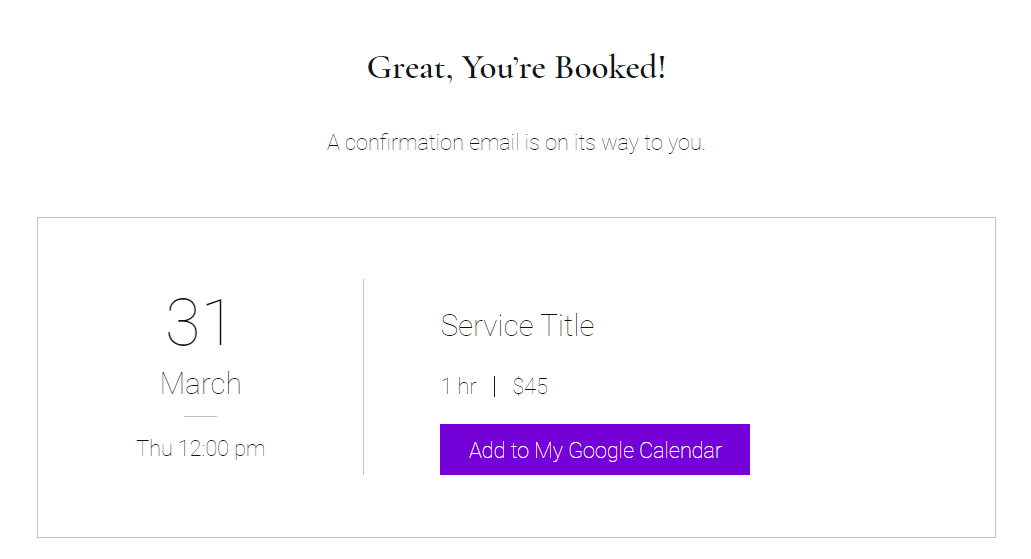 Great, You’re Booked!
A confirmation email is on its way to you.
31
March
Thu 12:00 pm
Service Title
1 hr | $45
Add to My Google Calendar